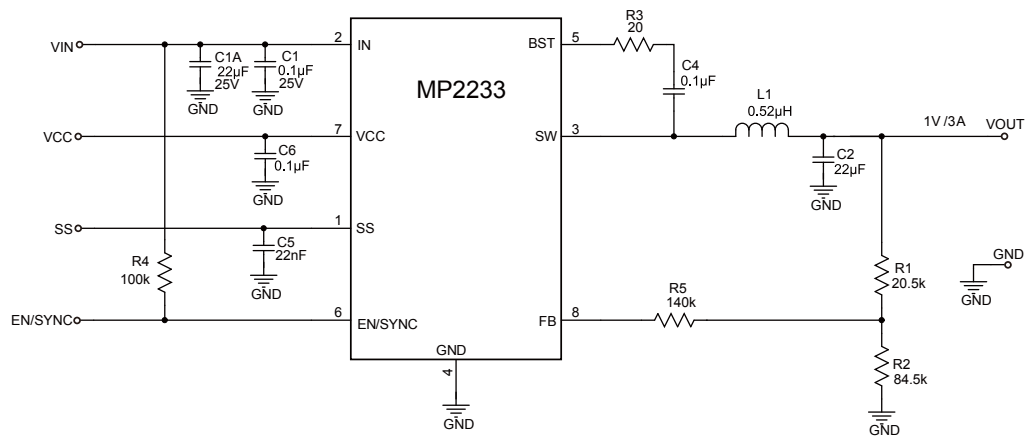 R3
20
VIN
2
IN
BST
5
C1A
22µF
25V
C1
0.1µF
25V
C4
0.1µF
GND
GND
MP2233
L1
0.52µH
VCC
7
VCC
SW
3
1V /3A
VOUT
C6
0.1µF
C2
22µF
GND
GND
SS
1
SS
C5
22nF
R4
100k
GND
GND
R1
20.5k
GND
R5
140k
EN/SYNC
6
EN/SYNC
FB
8
GND
4
R2
84.5k
GND
GND